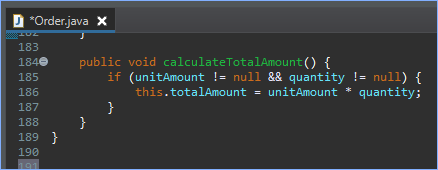 *Order.java
182 }
183
184 public void calculateTotalAmount() {
185 if (unitAmount != null && quantity != null) {
186 this.totalAmount = unitAmount * quantity;
187 }
188 }
189 }
190
191